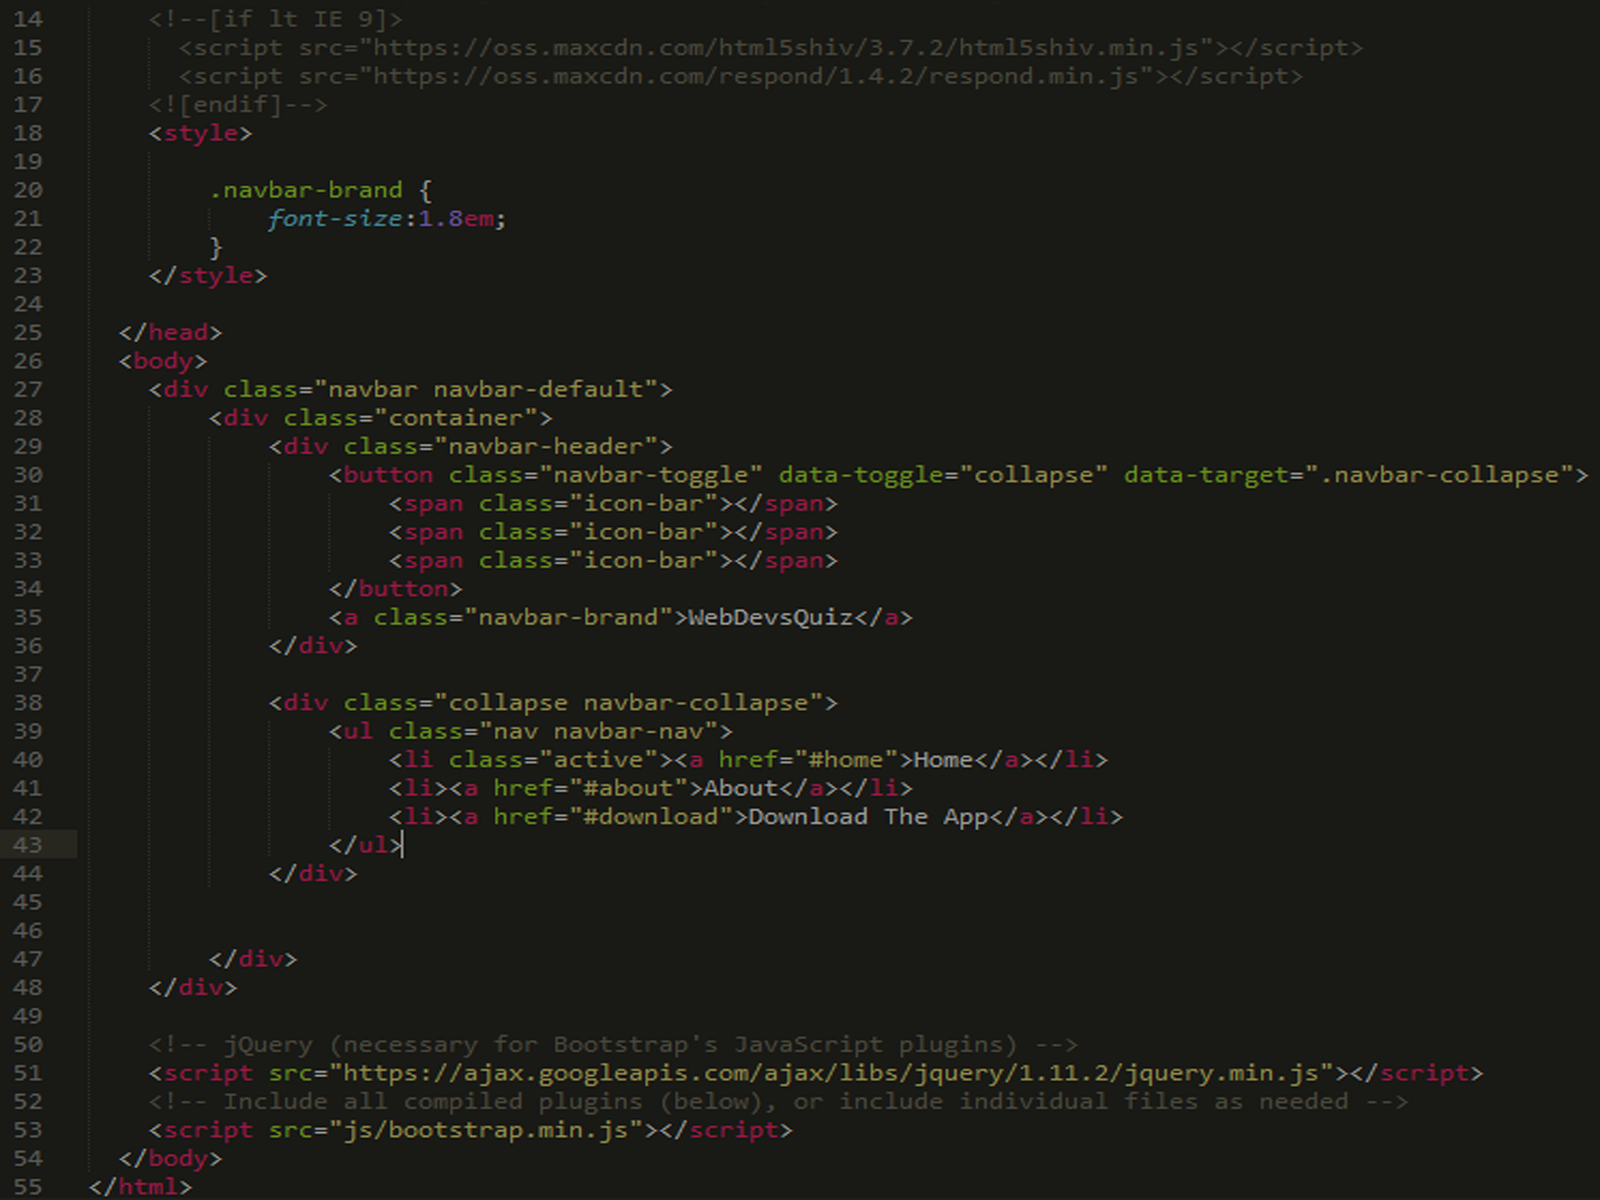 14 <!--[if lt IE 9]>
15 <script src="https://oss.maxcdn.com/html5shiv/3.7.2/html5shiv.min.js"></script>
16 <script src="https://oss.maxcdn.com/respond/1.4.2/respond.min.js"></script>
17 <![endif]-->
18 <style>
19
20 .navbar-brand {
21 font-size:1.8em;
22 }
23 </style>
24
25 </head>
26 <body>
27 <div class="navbar navbar-default">
28 <div class="container">
29 <div class="navbar-header">
30 <button class="navbar-toggle" data-toggle="collapse" data-target=".navbar-collapse">
31 <span class="icon-bar"></span>
32 <span class="icon-bar"></span>
33 <span class="icon-bar"></span>
34 </button>
35 <a class="navbar-brand">WebDevsQuiz</a>
36 </div>
37
38 <div class="collapse navbar-collapse">
39 <ul class="nav navbar-nav">
40 <li class="active"><a href="#home">Home</a></li>
41 <li><a href="#about">About</a></li>
42 <li><a href="#download">Download The App</a></li>
43 </ul>
44 </div>
45
46
47 </div>
48 </div>
49
50 <!-- jQuery (necessary for Bootstrap's JavaScript plugins) -->
51 <script src="https://ajax.googleapis.com/ajax/libs/jquery/1.11.2/jquery.min.js"></script>
52 <!-- Include all compiled plugins (below), or include individual files as needed -->
53 <script src="js/bootstrap.min.js"></script>
54 </body>
55 </html>